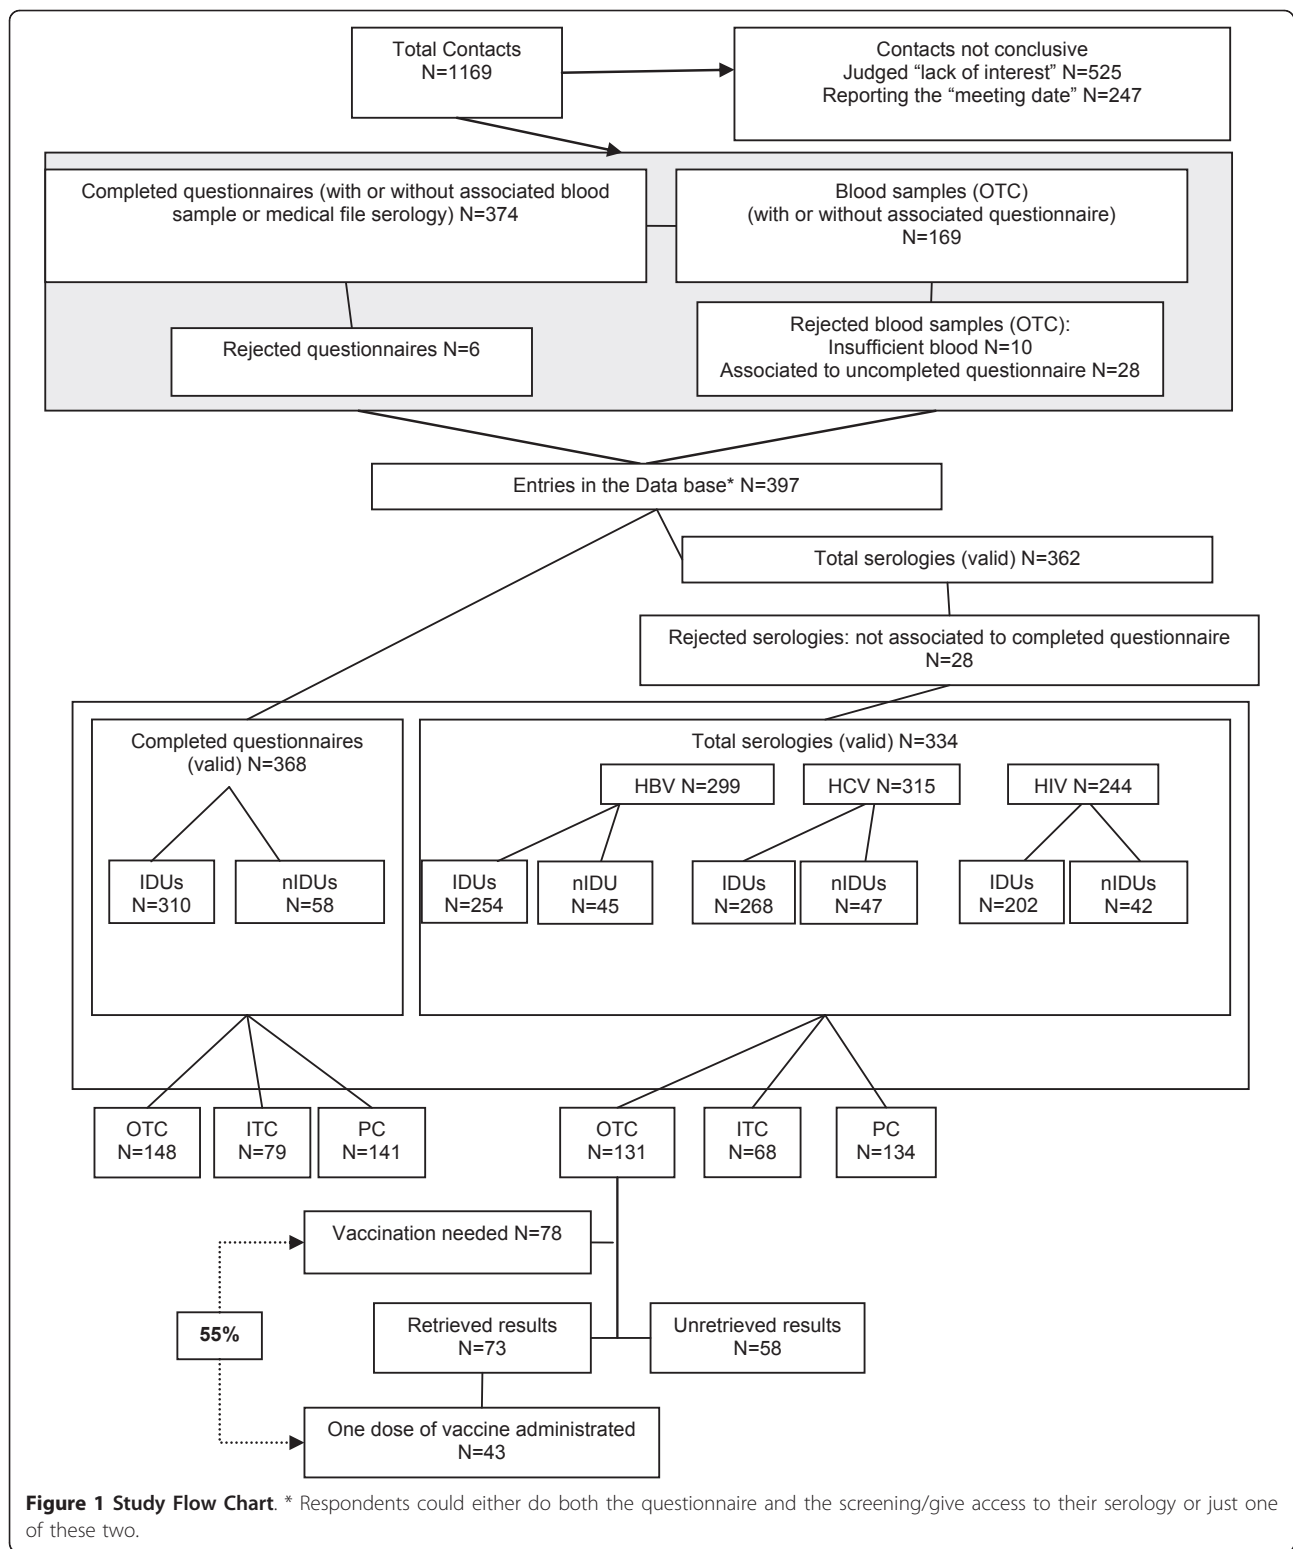 Total Contacts
N=1169
Contacts not conclusive
Judged “lack of interest” N=525
Reporting the “meeting date” N=247
Completed questionnaires (with or without associated blood
sample or medical file serology) N=374
Blood samples (OTC)
(with or without associated questionnaire)
N=169
Rejected questionnaires N=6
Rejected blood samples (OTC):
Insufficient blood N=10
Associated to uncompleted questionnaire N=28
Entries in the Data base* N=397
Total serologies (valid) N=362
Rejected serologies: not associated to completed questionnaire
N=28
Completed questionnaires
(valid) N=368
IDUs
N=310
nIDUs
N=58
Total serologies (valid) N=334
HBV N=299
HCV N=315
HIV N=244
IDUs
N=254
nIDU
N=45
IDUs
N=268
nIDUs
N=47
IDUs
N=202
nIDUs
N=42
OTC
N=148
ITC
N=79
PC
N=141
OTC
N=131
ITC
N=68
PC
N=134
Vaccination needed N=78
55%
Retrieved results
N=73
Unretrieved results
N=58
One dose of vaccine administrated
N=43
Figure 1 Study Flow Chart. * Respondents could either do both the questionnaire and the screening/give access to their serology or just one
of these two.